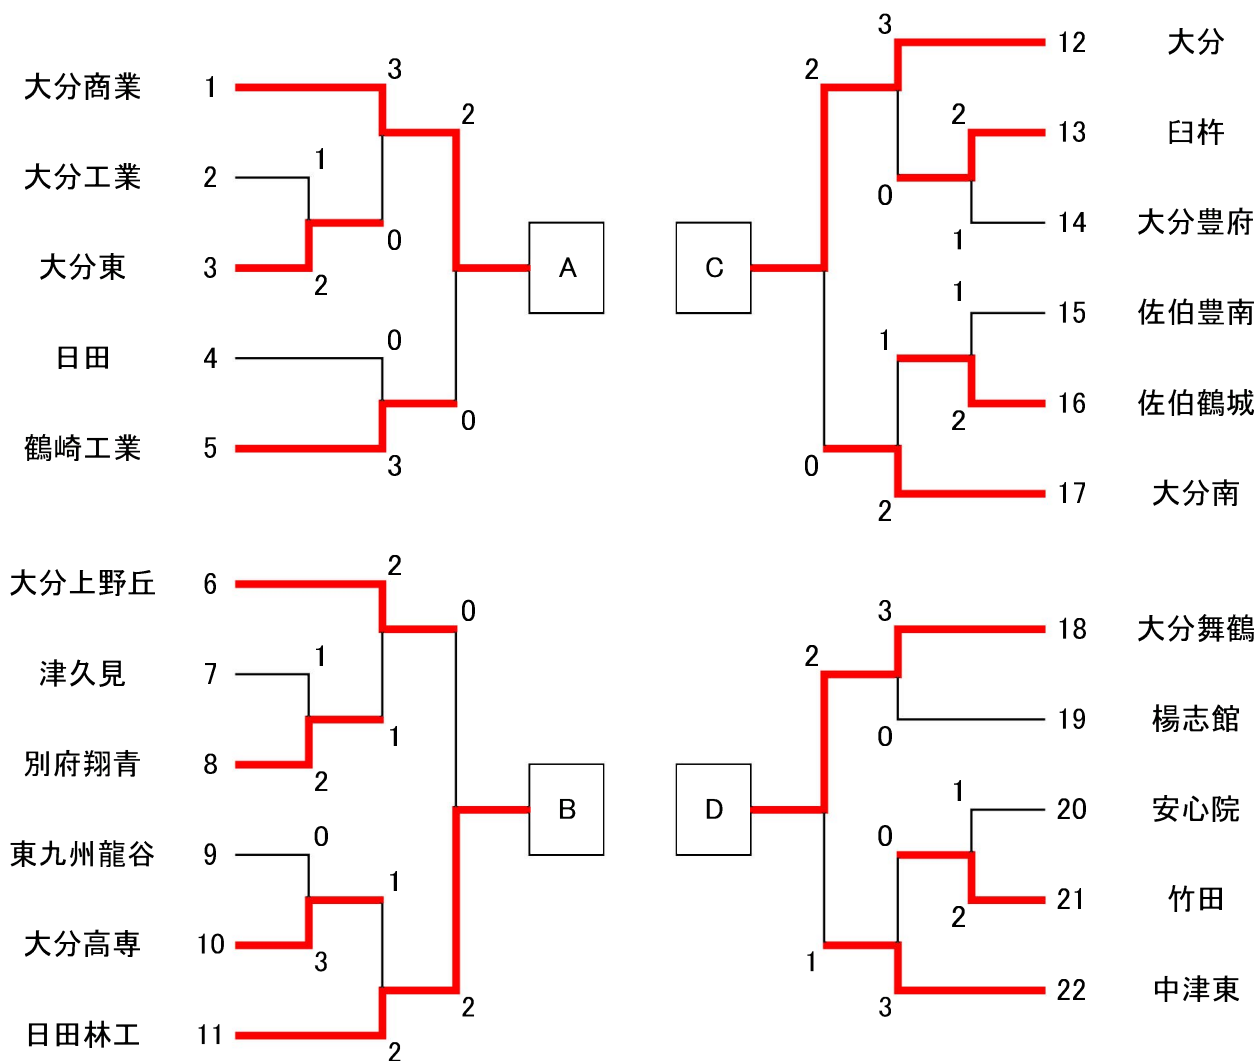 大分商業 1 3
2
大分工業 2 1
大分東 3 2 0
日田 4 0
鶴崎工業 5 3 0
A
大分上野丘 6 2 0
津久見 7 1
別府翔青 8 2 1
東九州龍谷 9 0 1
大分高専 10 3
日田林工 11 2 2
B
3 12 大分
2
2 13 臼杵
0 1 14 大分豊府
1 15 佐伯豊南
1 2 16 佐伯鶴城
0 2 17 大分南
C
3 18 大分舞鶴
2
0 19 楊志館
1 20 安心院
0 2 21 竹田
1 3 22 中津東
D